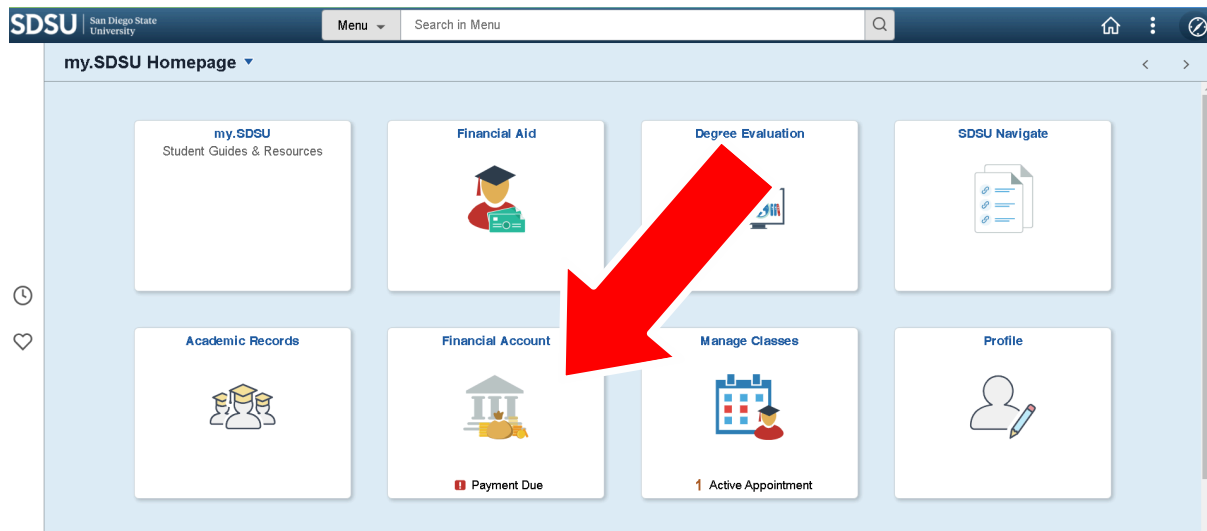 SDSU San Diego State
University
Menu
Search in Menu
my.SDSU Homepage
my.SDSU
Student Guides & Resources
Financial Aid
Degree Evaluation
SDSU Navigate
Academic Records
Financial Account
Manage Classes
Profile
Payment Due
1 Active Appointment